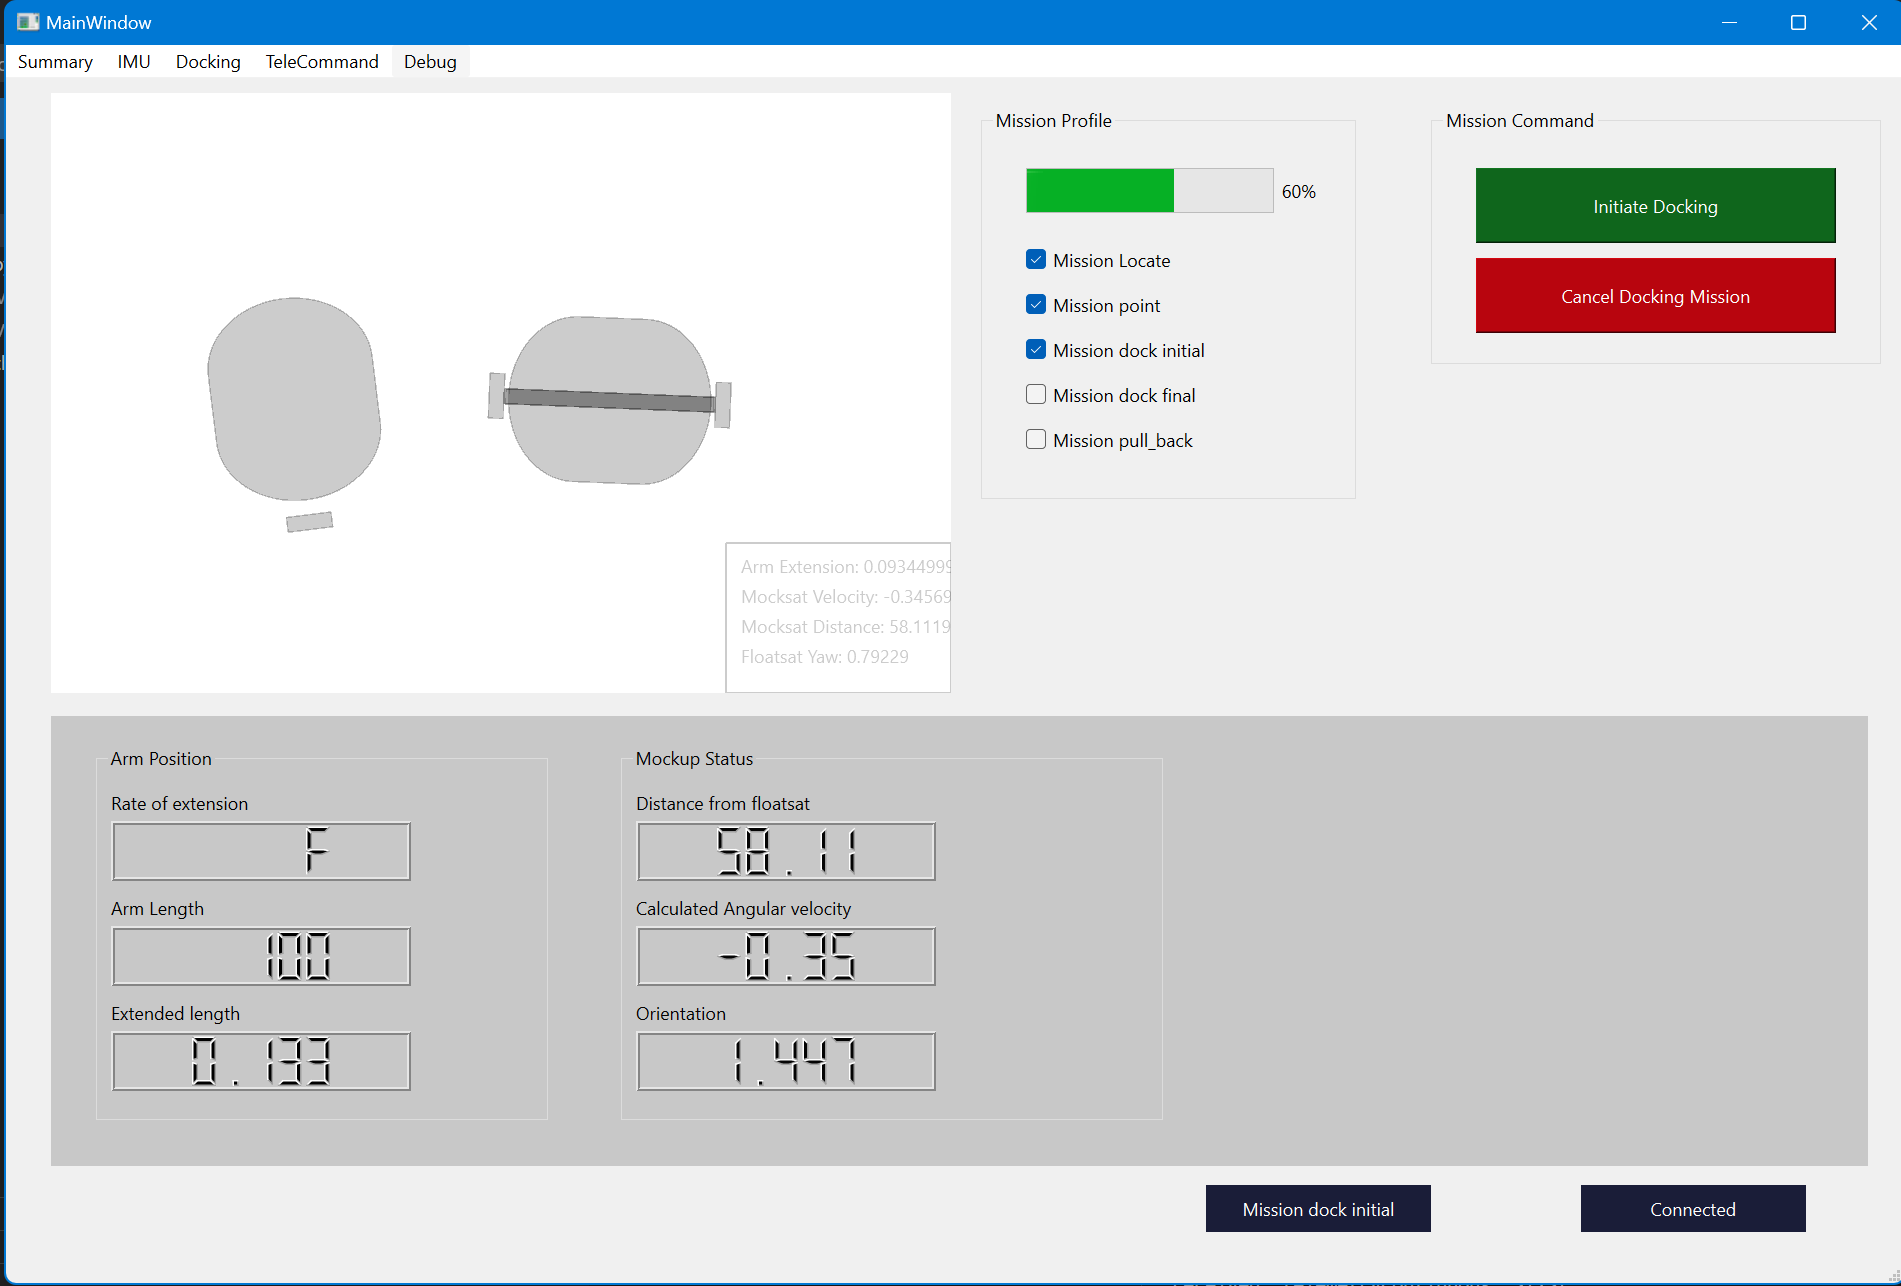 MainWindow
Summary IMU Docking TeleCommand Debug
Arm Extension: 0.09344999
Mocksat Velocity: -0.34569
Mocksat Distance: 58.1119
Floatsat Yaw: 0.79229
Mission Profile
60%
Mission Locate
Mission point
Mission dock initial
Mission dock final
Mission pull_back
Mission Command
Initiate Docking
Cancel Docking Mission
Arm Position
Rate of extension
F
Arm Length
100
Extended length
0.133
Mockup Status
Distance from floatsat
58.11
Calculated Angular velocity
-0.35
Orientation
1.447
Mission dock initial
Connected